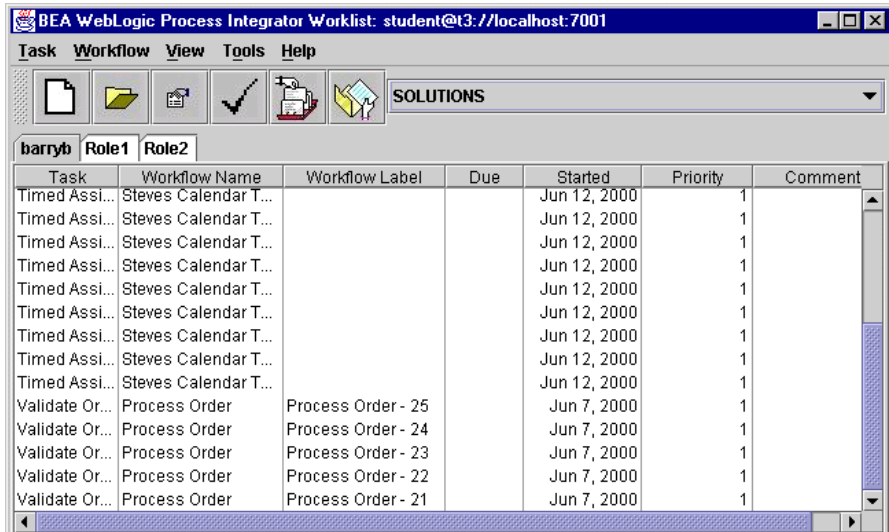 BEA WebLogic Process Integrator Worklist: student@t3://localhost:7001
Task Workflow View Tools Help
SOLUTIONS
barryb Role1 Role2
Task Workflow Name Workflow Label Due Started Priority Comment
Timed Assi... Steves Calendar T... Jun 12, 2000 1
Timed Assi... Steves Calendar T... Jun 12, 2000 1
Timed Assi... Steves Calendar T... Jun 12, 2000 1
Timed Assi... Steves Calendar T... Jun 12, 2000 1
Timed Assi... Steves Calendar T... Jun 12, 2000 1
Timed Assi... Steves Calendar T... Jun 12, 2000 1
Timed Assi... Steves Calendar T... Jun 12, 2000 1
Timed Assi... Steves Calendar T... Jun 12, 2000 1
Timed Assi... Steves Calendar T... Jun 12, 2000 1
Validate Or... Process Order Process Order - 25 Jun 7, 2000 1
Validate Or... Process Order Process Order - 24 Jun 7, 2000 1
Validate Or... Process Order Process Order - 23 Jun 7, 2000 1
Validate Or... Process Order Process Order - 22 Jun 7, 2000 1
Validate Or... Process Order Process Order - 21 Jun 7, 2000 1